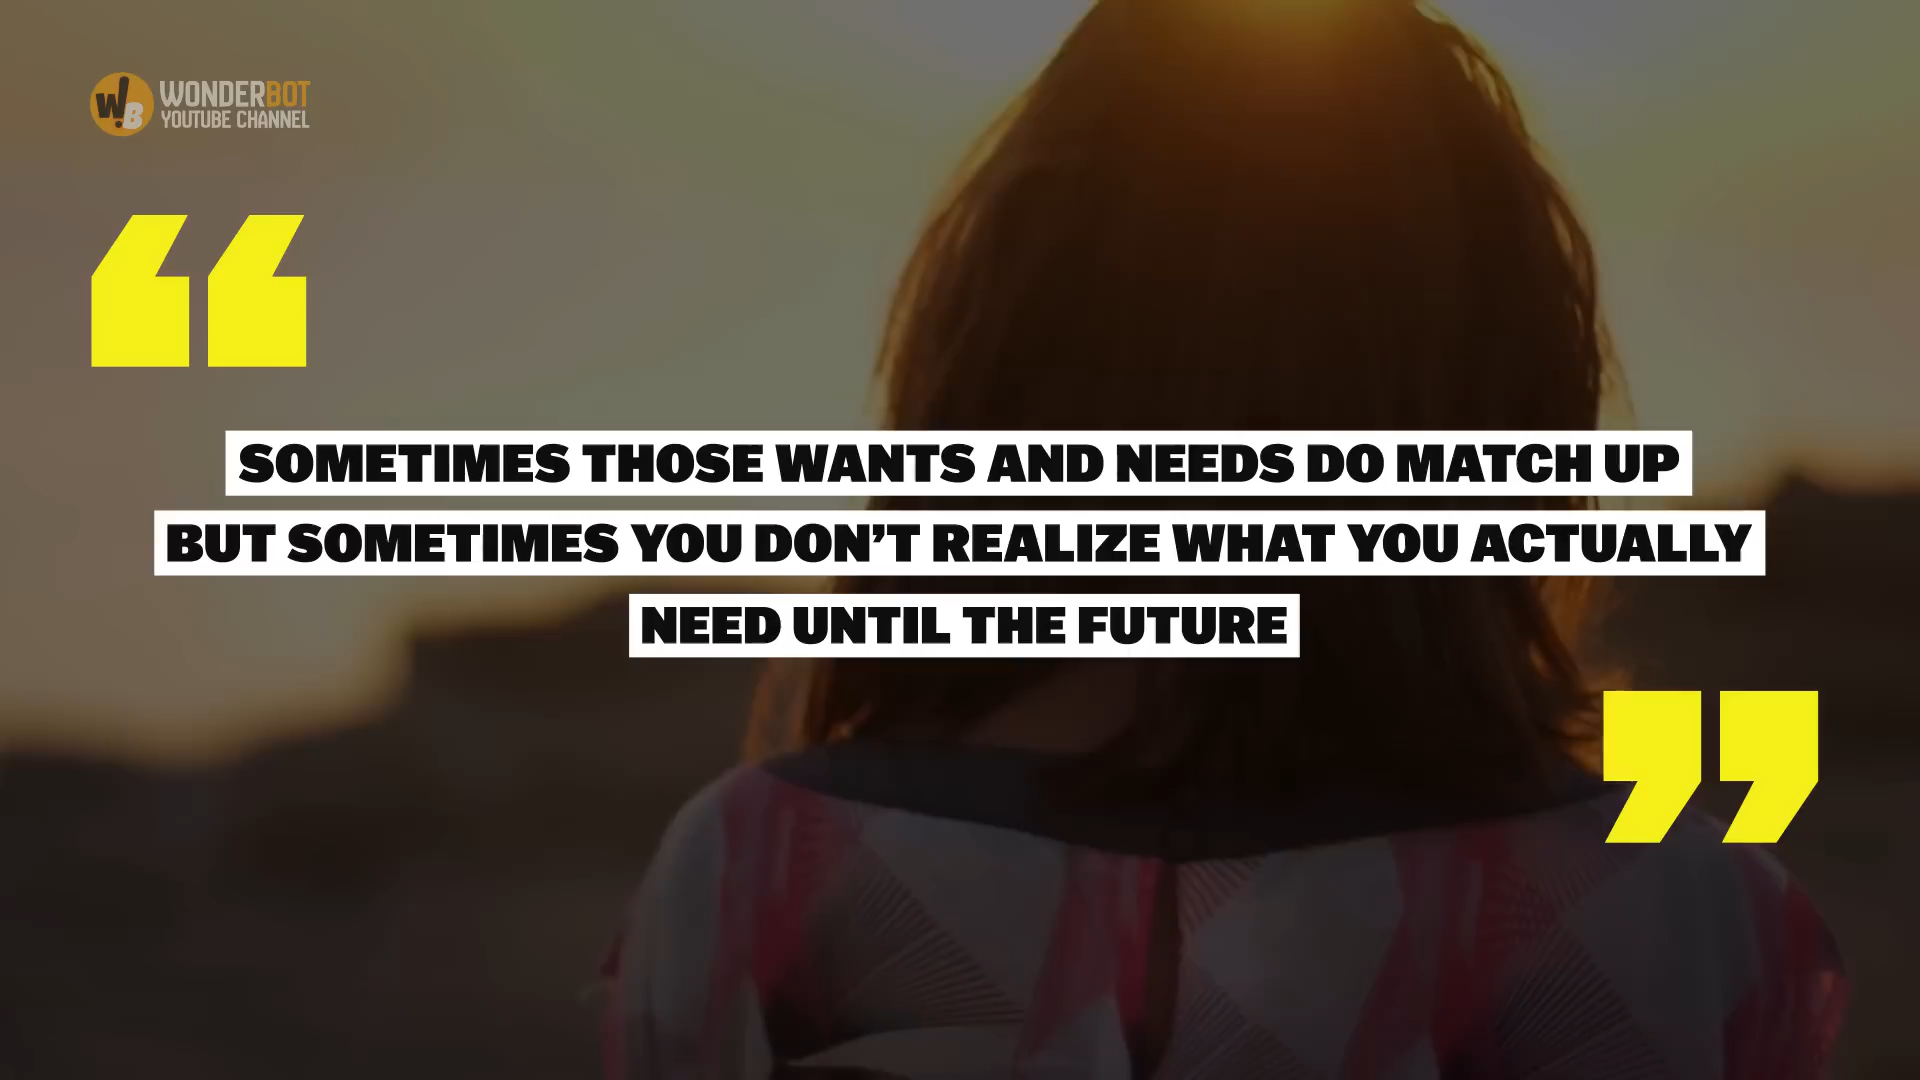 W!B
WONDERBOT
YOUTUBE CHANNEL
“
SOMETIMES THOSE WANTS AND NEEDS DO MATCH UP
BUT SOMETIMES YOU DON’T REALIZE WHAT YOU ACTUALLY
NEED UNTIL THE FUTURE
”